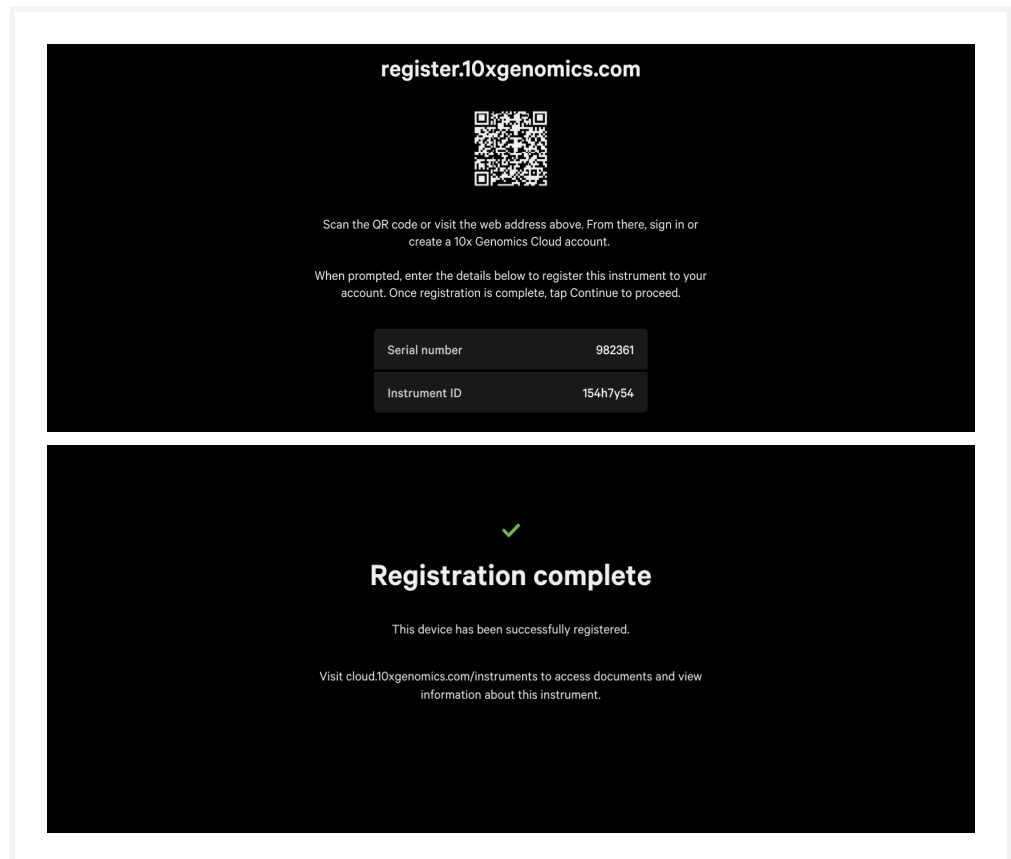 register.10xgenomics.com
Scan the QR code or visit the web address above. From there, sign in or
create a 10x Genomics Cloud account.
When prompted, enter the details below to register this instrument to your
account. Once registration is complete, tap Continue to proceed.
Serial number 982361
Instrument ID 154h7y54
Registration complete
This device has been successfully registered.
Visit cloud.10xgenomics.com/instruments to access documents and view
information about this instrument.